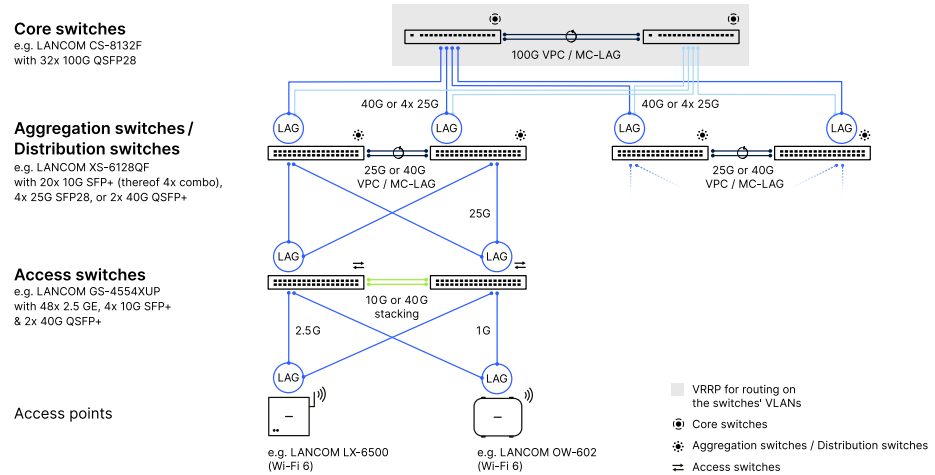 Core switches
e.g. LANCOM CS-8132F
with 32x 100G QSFP28
100G VPC / MC-LAG
40G or 4x 25G
40G or 4x 25G
LAG
LAG
LAG
LAG
Aggregation switches /
Distribution switches
e.g. LANCOM XS-6128QF
with 20x 10G SFP+ (thereof 4x combo),
4x 25G SFP28, or 2x 40G QSFP+
25G or 40G
VPC / MC-LAG
25G or 40G
VPC / MC-LAG
25G
LAG
LAG
Access switches
e.g. LANCOM GS-4554XUP
with 48x 2.5 GE, 4x 10G SFP+
& 2x 40G QSFP+
10G or 40G
stacking
2.5G
1G
LAG
LAG
Access points
e.g. LANCOM LX-6500
(Wi-Fi 6)
e.g. LANCOM OW-602
(Wi-Fi 6)
VRRP for routing on
the switches' VLANs
Core switches
Aggregation switches / Distribution switches
Access switches